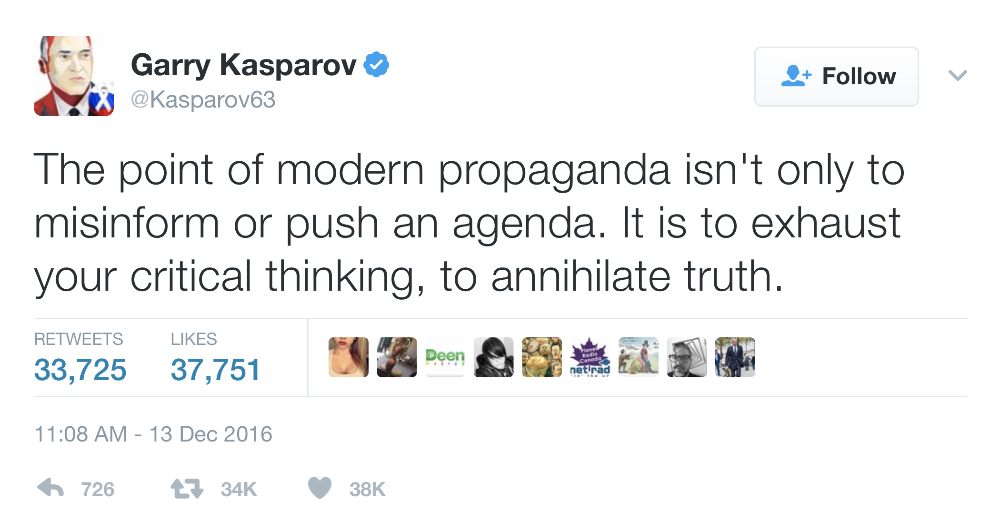 Garry Kasparov
@Kasparov63
Follow
The point of modern propaganda isn't only to
misinform or push an agenda. It is to exhaust
your critical thinking, to annihilate truth.
RETWEETS LIKES
33,725 37,751
Deen
Planet
Radio
Canada
net rad
11:08 AM - 13 Dec 2016
726 34K 38K